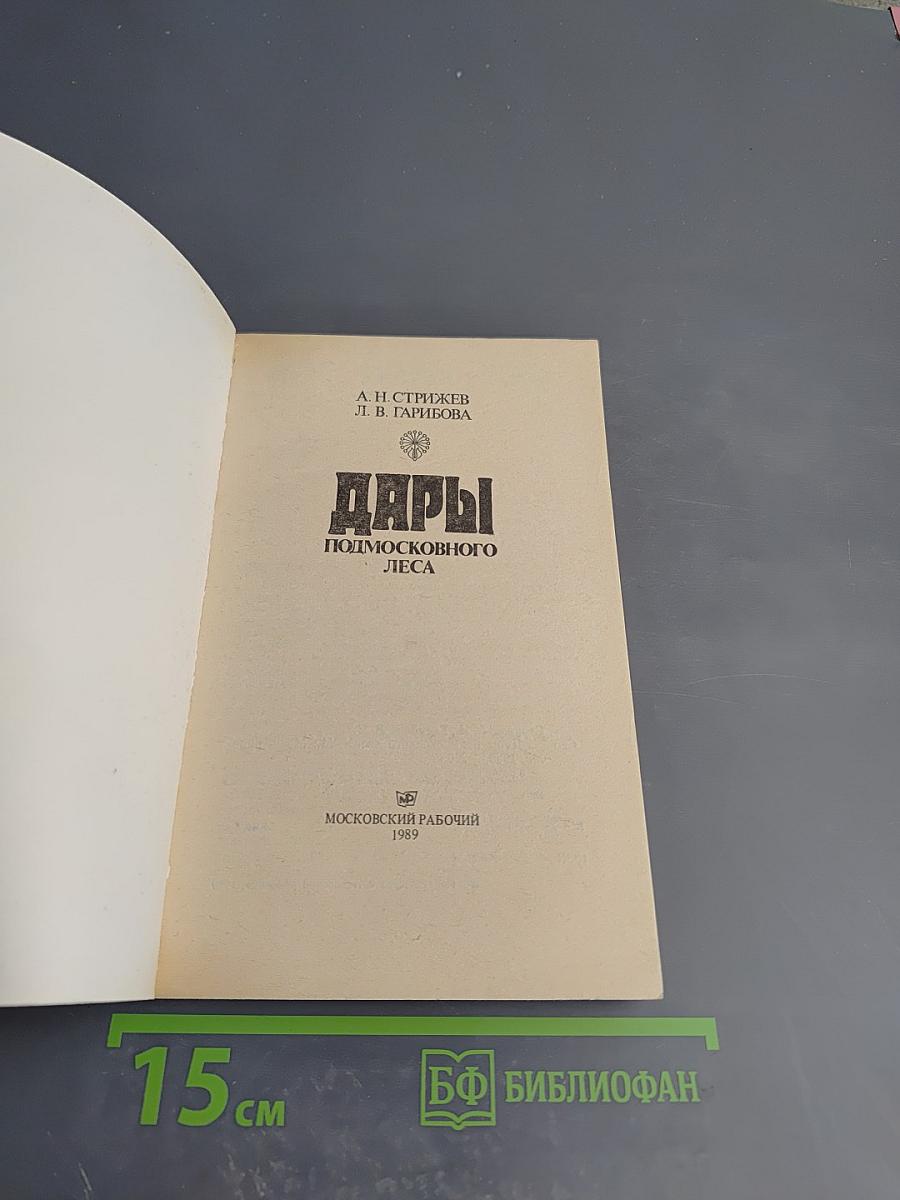 А. Н. СТРИЖЕВ
Л. В. ГАРИБОВА
ДАРЫ
ПОДМОСКОВНОГО
ЛЕСА
МР
МОСКОВСКИЙ РАБОЧИЙ
1989
15 см
БФ БИБЛИОФАН